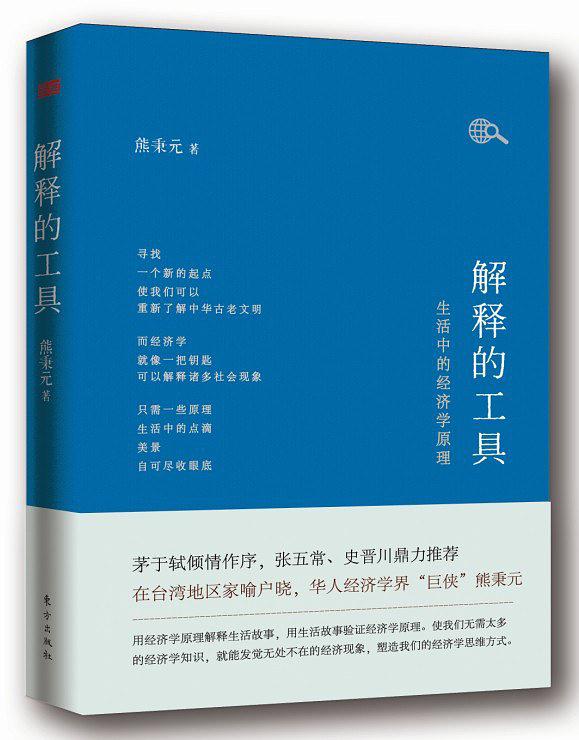 解释的工具
熊秉元 著
东方出版社
熊秉元 著
寻找
一个新的起点
使我们可以
重新了解中华古老文明
而经济学
就像一把钥匙
可以解释诸多社会现象
只需一些原理
生活中的点滴
美景
自可尽收眼底
解释的工具
生活中的经济学原理
茅于轼倾情作序，张五常、史晋川鼎力推荐
在台湾地区家喻户晓，华人经济学界“巨侠”熊秉元
用经济学原理解释生活故事，用生活故事验证经济学原理。使我们无需太多
的经济学知识，就能发觉无处不在的经济现象，塑造我们的经济学思维方式。